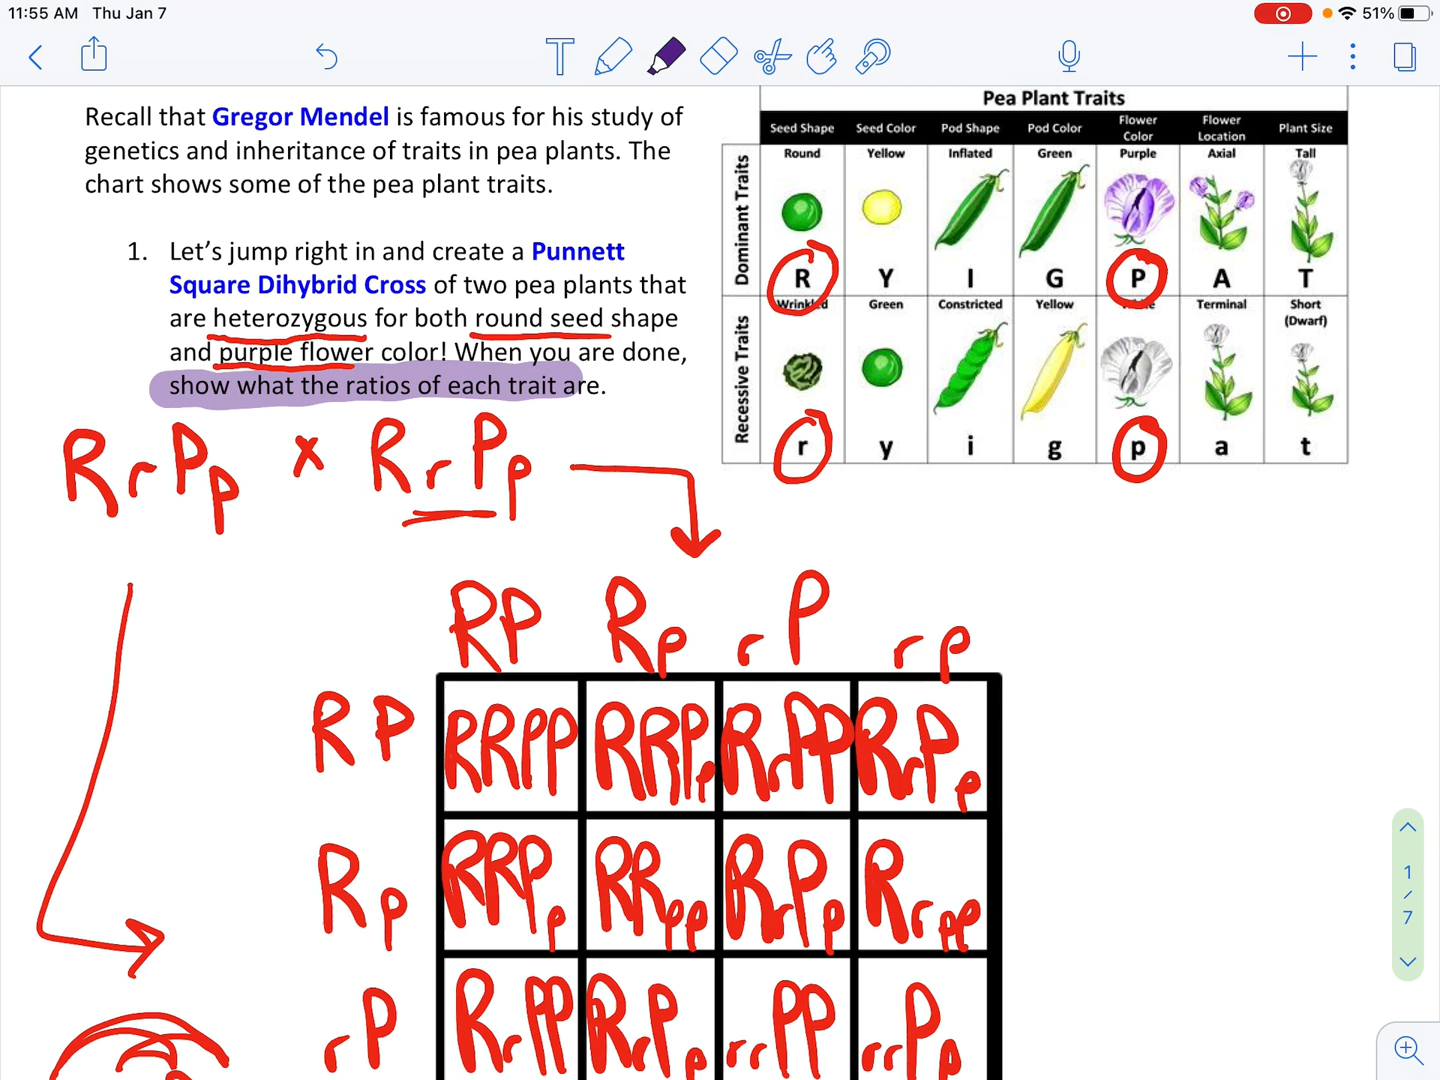 11:55 AM Thu Jan 7
51%
Recall that Gregor Mendel is famous for his study of
genetics and inheritance of traits in pea plants. The
chart shows some of the pea plant traits.
1. Let's jump right in and create a Punnett
Square Dihybrid Cross of two pea plants that
are heterozygous for both round seed shape
and purple flower color! When you are done,
show what the ratios of each trait are.
Pea Plant Traits
Seed Shape Seed Color Pod Shape Pod Color Flower Color Flower Location Plant Size
Dominant Traits
Round Yellow Inflated Green Purple Axial Tall
R Y I G P A T
Recessive Traits
Wrinkled Green Constricted Yellow White Terminal Short (Dwarf)
r y i g p a t
RrPp x RrPp
RP Rp rP rp
RP RRPP RRPp RrPP RrPp
Rp RRPp RRpp RrPp Rrpp
rP RrPP RrPp rrPP rrPp
1
/
7